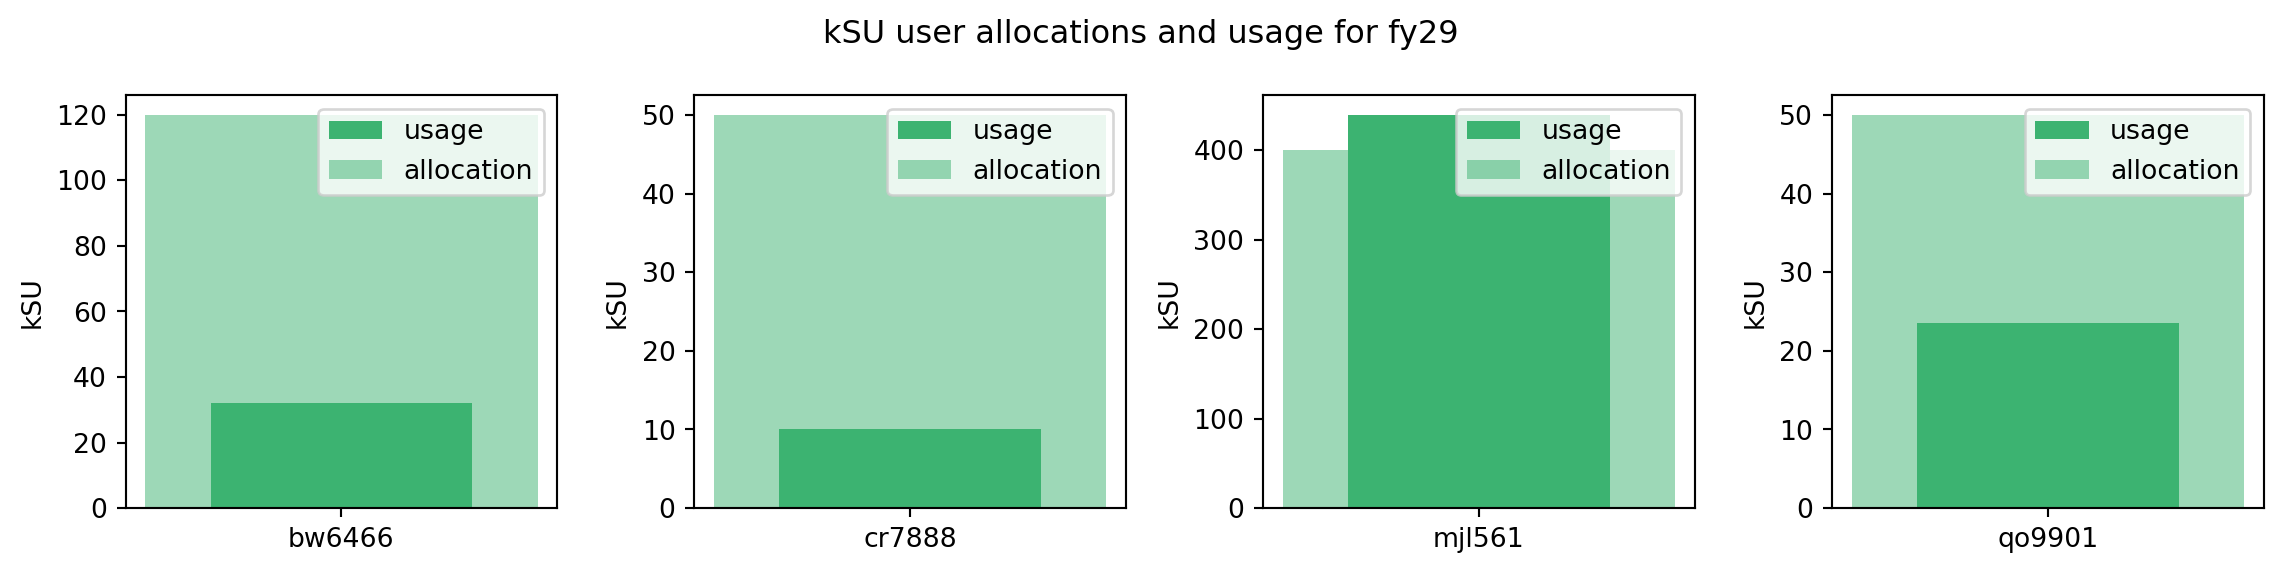 kSU user allocations and usage for fy29
kSU
120
100
80
60
40
20
0
usage
allocation
bw6466
kSU
50
40
30
20
10
0
usage
allocation
cr7888
kSU
400
300
200
100
0
usage
allocation
mjl561
kSU
50
40
30
20
10
0
usage
allocation
qo9901